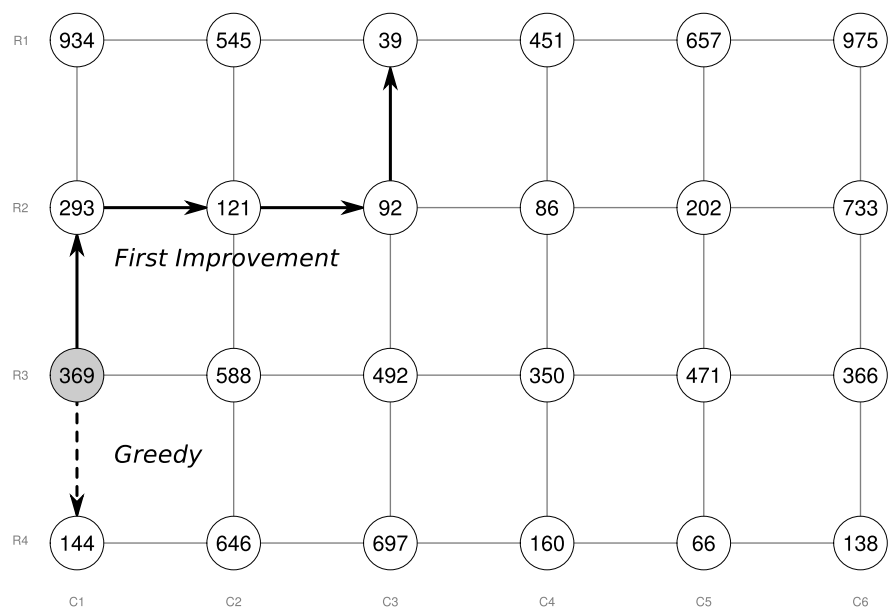 R1 934 545 39 451 657 975
R2 293 121 92 86 202 733
First Improvement
R3 369 588 492 350 471 366
Greedy
R4 144 646 697 160 66 138
C1 C2 C3 C4 C5 C6